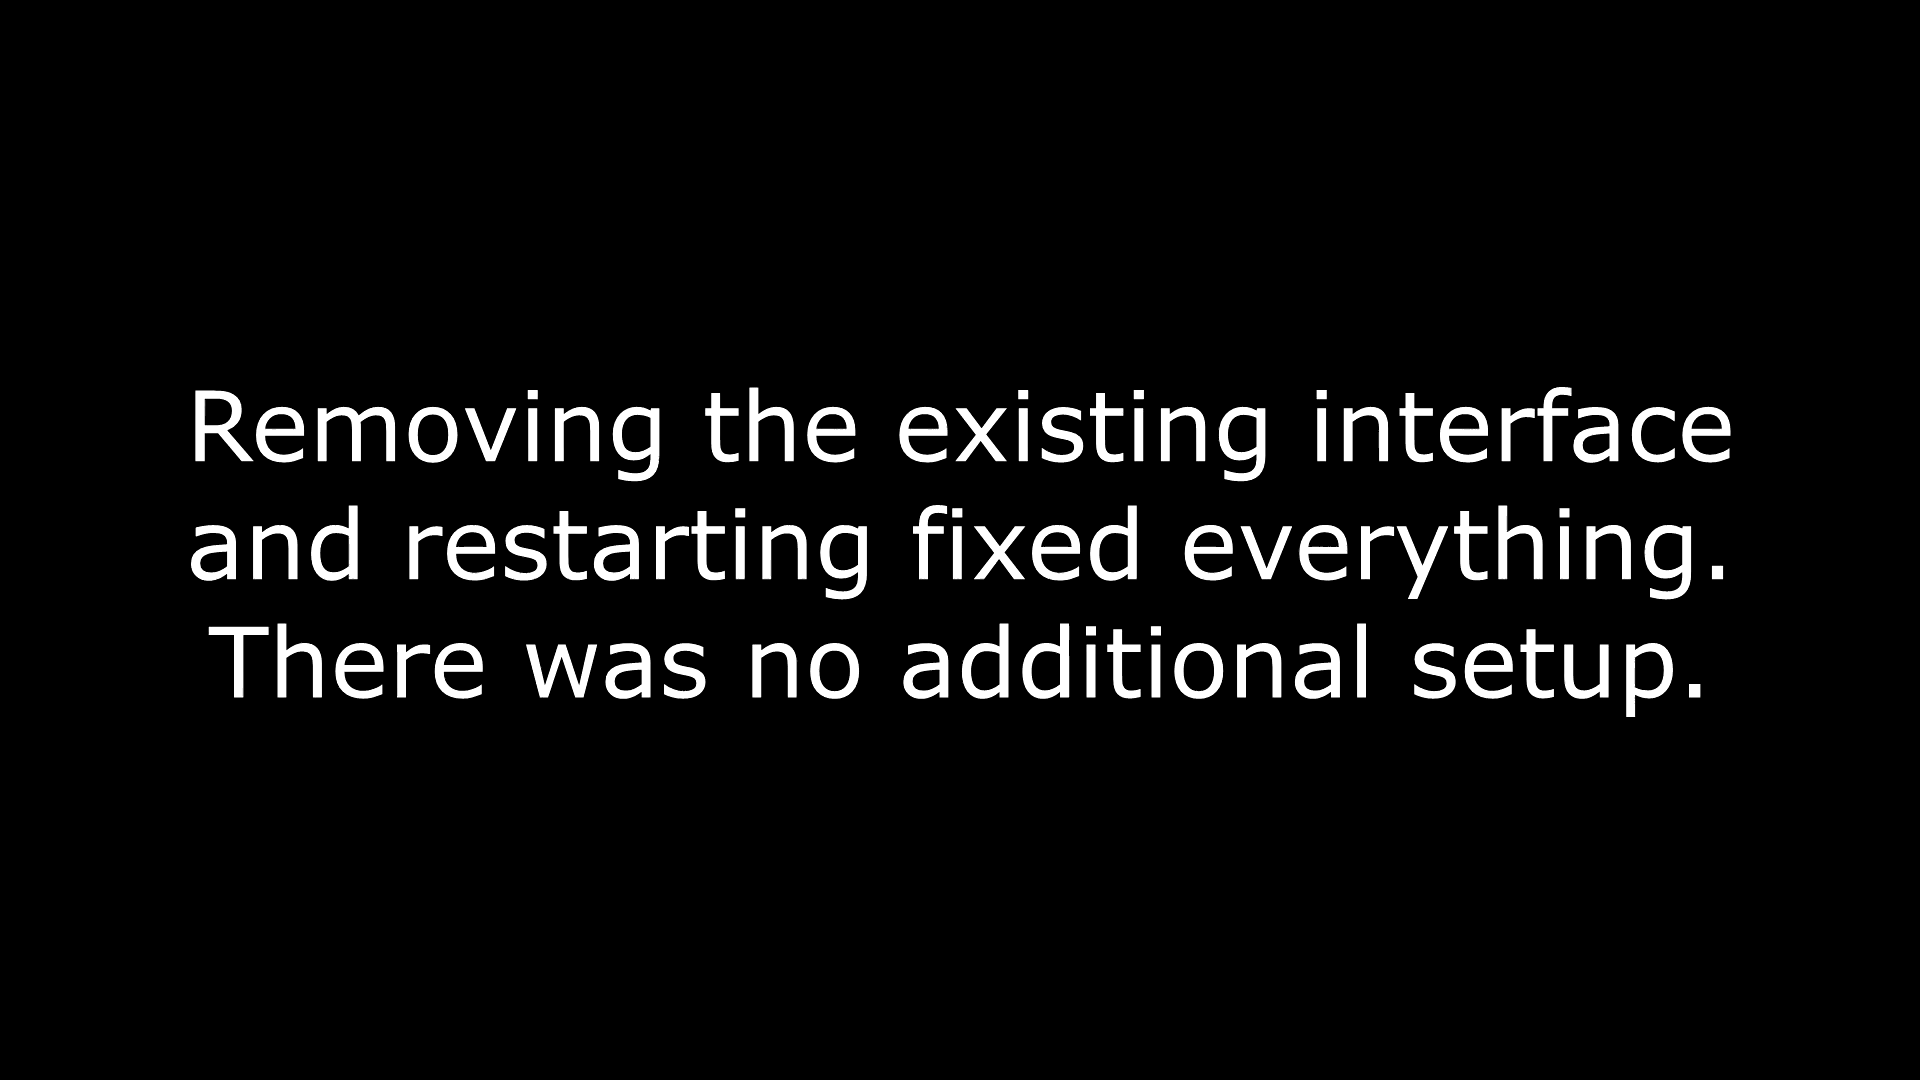 Removing the existing interface
and restarting fixed everything.
There was no additional setup.